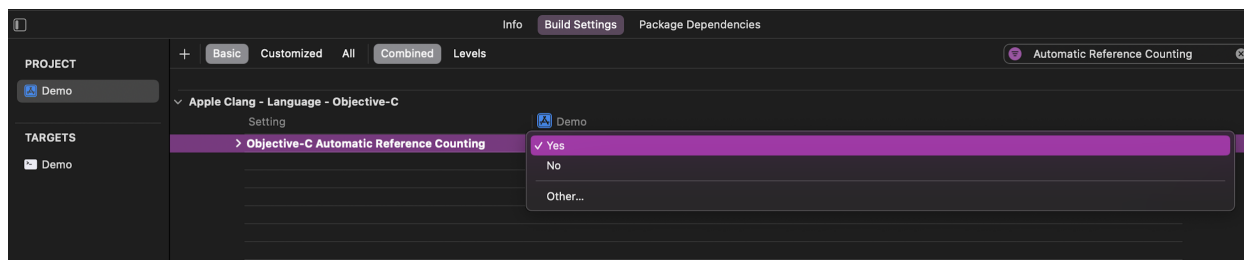 Info Build Settings Package Dependencies
PROJECT
Demo
TARGETS
Demo
+ Basic Customized All Combined Levels Automatic Reference Counting
Apple Clang - Language - Objective-C
Setting Demo
Objective-C Automatic Reference Counting
Yes
No
Other...